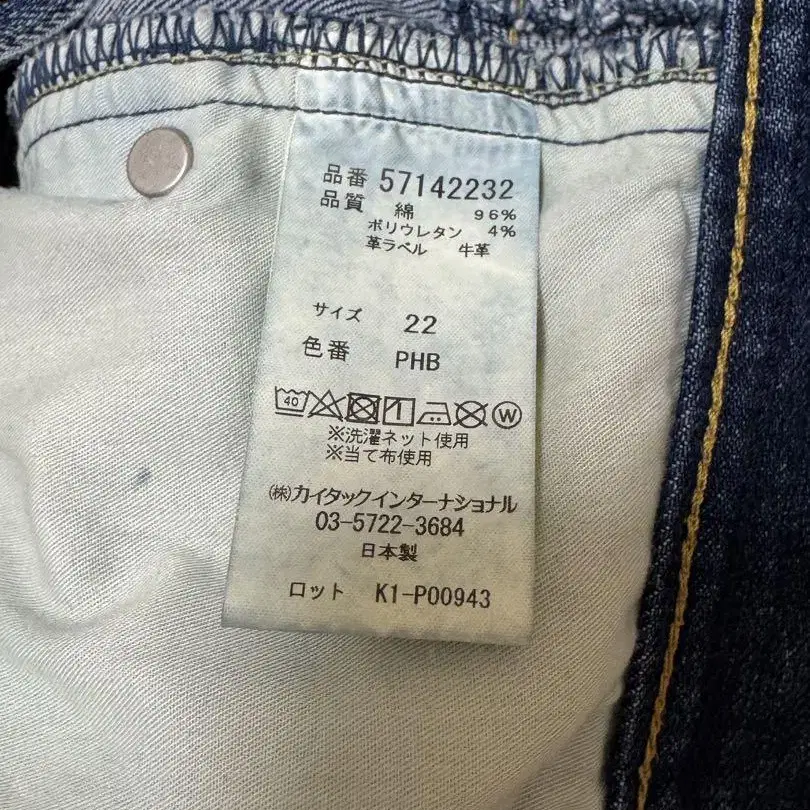 品番 57142232
品質 綿 96%
ポリウレタン 4%
革ラベル 牛革
サイズ 22
色番 PHB
40 W
※洗濯ネット使用
※当て布使用
㈱カイタックインターナショナル
03-5722-3684
日本製
ロット K1-P00943